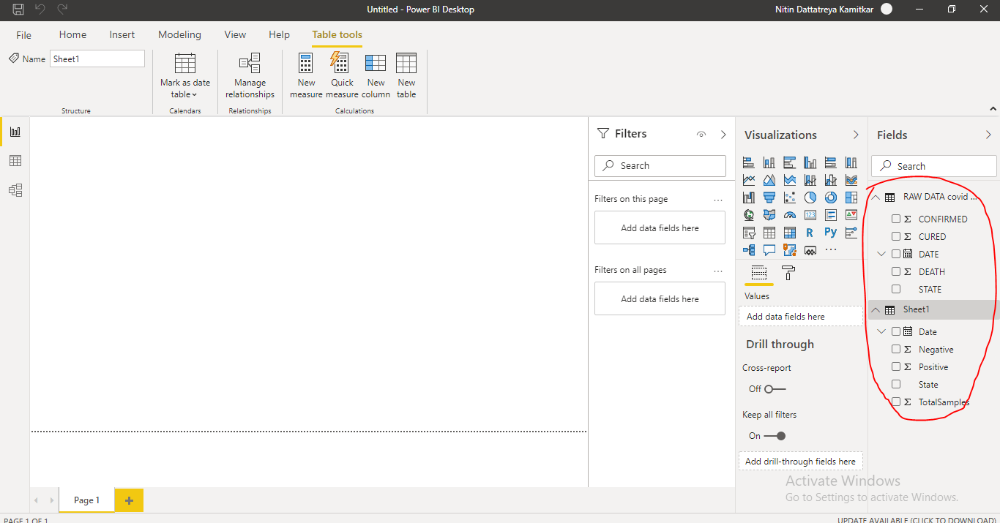 Untitled - Power BI Desktop
Nitin Dattatreya Kamitkar
File Home Insert Modeling View Help Table tools
Name Sheet1
Mark as date table
Manage relationships
New measure
Quick measure
New column
New table
Structure
Calendars
Relationships
Calculations
Filters
Search
Filters on this page ...
Add data fields here
Filters on all pages ...
Add data fields here
Visualizations
123
R
Py
...
Values
Add data fields here
Drill through
Cross-report
Off
Keep all filters
On
Add drill-through fields here
Fields
Search
RAW DATA covid ...
Σ CONFIRMED
Σ CURED
DATE
Σ DEATH
STATE
Sheet1
Date
Σ Negative
Σ Positive
State
Σ TotalSamples
Activate Windows
Go to Settings to activate Windows.
Page 1
+
PAGE 1 OF 1
UPDATE AVAILABLE (CLICK TO DOWNLOAD)